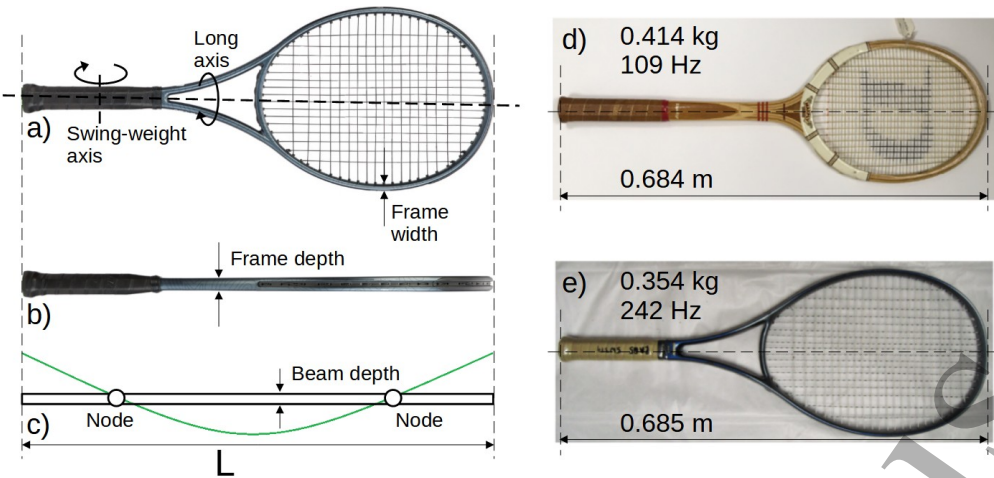 Long
axis
a)
Swing-weight
axis
Frame
width
Frame depth
b)
Beam depth
c)
Node
Node
L
d)
0.414 kg
109 Hz
0.684 m
e)
0.354 kg
242 Hz
0.685 m